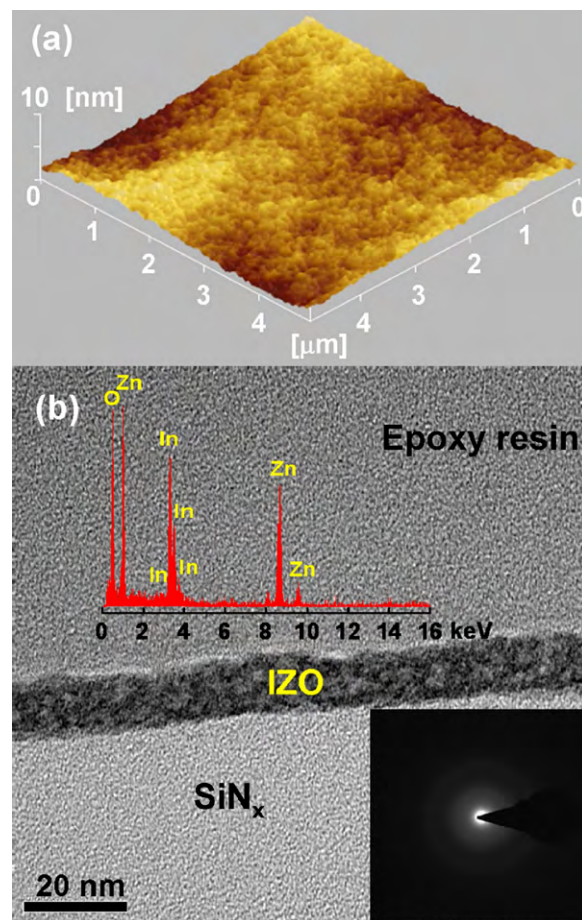 (a)
10 [nm]
0
1
2
3
4
0
1
2
3
4
[μm]
(b)
O Zn
Epoxy resin
In
Zn
In
In In
Zn
0 2 4 6 8 10 12 14 16 keV
IZO
SiNₓ
20 nm